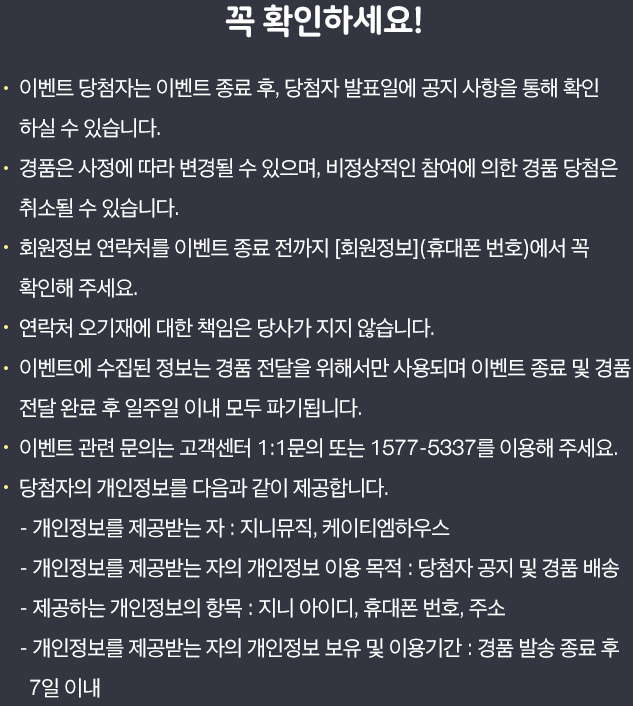 꼭 확인하세요!
• 이벤트 당첨자는 이벤트 종료 후, 당첨자 발표일에 공지 사항을 통해 확인
하실 수 있습니다.
• 경품은 사정에 따라 변경될 수 있으며, 비정상적인 참여에 의한 경품 당첨은
취소될 수 있습니다.
• 회원정보 연락처를 이벤트 종료 전까지 [회원정보](휴대폰 번호)에서 꼭
확인해 주세요.
• 연락처 오기재에 대한 책임은 당사가 지지 않습니다.
• 이벤트에 수집된 정보는 경품 전달을 위해서만 사용되며 이벤트 종료 및 경품
전달 완료 후 일주일 이내 모두 파기됩니다.
• 이벤트 관련 문의는 고객센터 1:1문의 또는 1577-5337를 이용해 주세요.
• 당첨자의 개인정보를 다음과 같이 제공합니다.
- 개인정보를 제공받는 자 : 지니뮤직, 케이티엠하우스
- 개인정보를 제공받는 자의 개인정보 이용 목적 : 당첨자 공지 및 경품 배송
- 제공하는 개인정보의 항목 : 지니 아이디, 휴대폰 번호, 주소
- 개인정보를 제공받는 자의 개인정보 보유 및 이용기간 : 경품 발송 종료 후
7일 이내